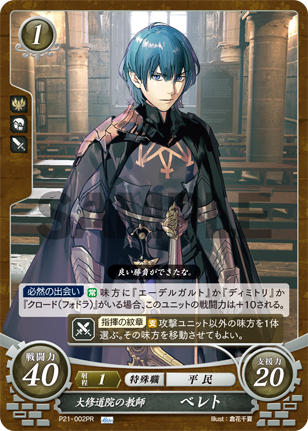 1
SAMPLE
良い勝負ができたな。
必然の出会い 常 味方に『エーデルガルト』か『ディミトリ』か
『クロード(フォドラ)』がいる場合、このユニットの戦闘力は+10される。
指揮の紋章 支 攻撃ユニット以外の味方を1体
選ぶ。その味方を移動させてもよい。
戦闘力
40
射程 1 特殊職 平民
支援力
20
大修道院の教師 ベレト
P21-002PR
Illust:倉花千夏